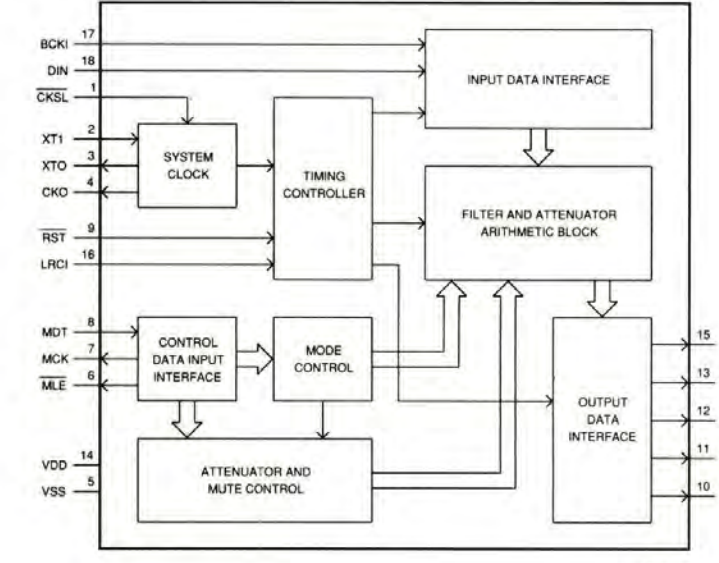 BCKI 17
DIN 18
CKSL 1
XT1 2
XTO 3
CKO 4
RST 9
LRCI 16
MDT 8
MCK 7
MLE 6
VDD 14
VSS 5
SYSTEM
CLOCK
TIMING
CONTROLLER
INPUT DATA INTERFACE
FILTER AND ATTENUATOR
ARITHMETIC BLOCK
CONTROL
DATA INPUT
INTERFACE
MODE
CONTROL
ATTENUATOR AND
MUTE CONTROL
OUTPUT
DATA
INTERFACE
15
13
12
11
10